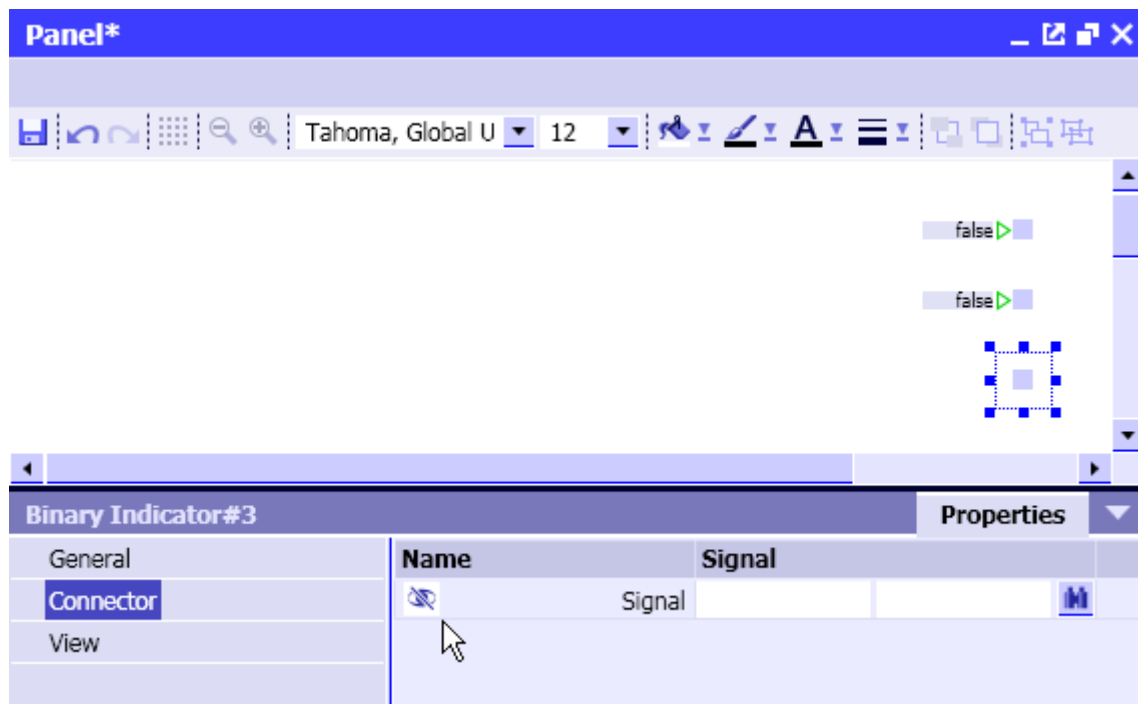 Panel*
Tahoma, Global U 12 A
false
false
Binary Indicator#3 Properties
General Name Signal
Connector Signal
View